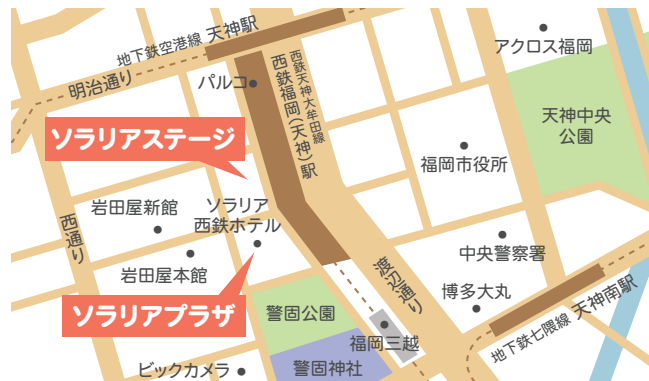 地下鉄空港線 天神駅
明治通り
パルコ
西鉄天神大牟田線
西鉄福岡(天神)駅
アクロス福岡
天神中央
公園
ソラリアステージ
福岡市役所
岩田屋新館
ソラリア
西鉄ホテル
西通り
岩田屋本館
中央警察署
渡辺通り
博多大丸
ソラリアプラザ
警固公園
福岡三越
地下鉄七隈線 天神南駅
ビックカメラ
警固神社